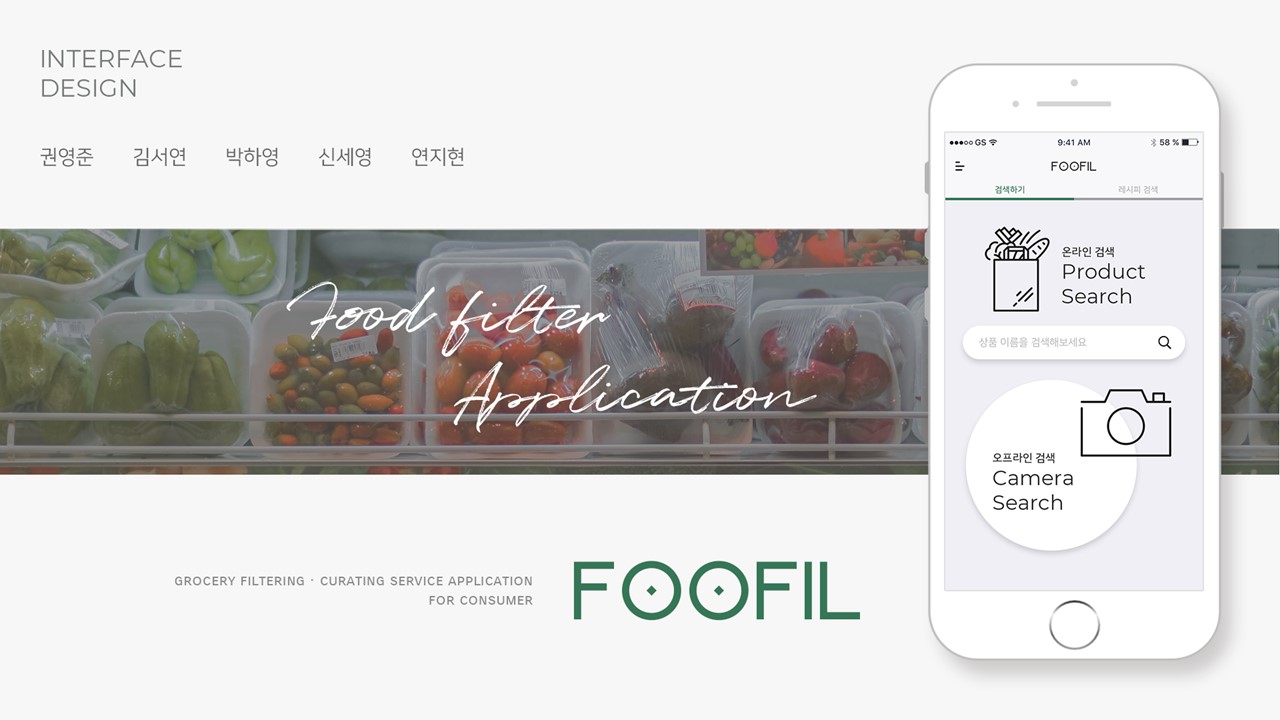 INTERFACE
DESIGN
권영준 김서연 박하영 신세영 연지현
Food filter
Application
GROCERY FILTERING · CURATING SERVICE APPLICATION
FOR CONSUMER
FOOFIL
GS 9:41 AM 58 %
FOOFIL
검색하기 레시피 검색
온라인 검색
Product
Search
상품 이름을 검색해보세요
오프라인 검색
Camera
Search